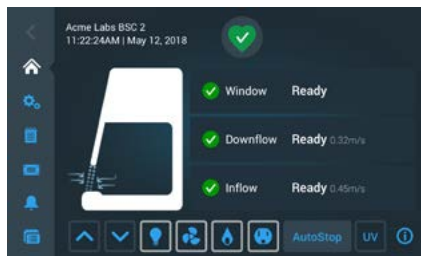 Acme Labs BSC 2
11:22:24AM | May 12, 2018
Window Ready
Downflow Ready 0.32m/s
Inflow Ready 0.45m/s
AutoStop UV